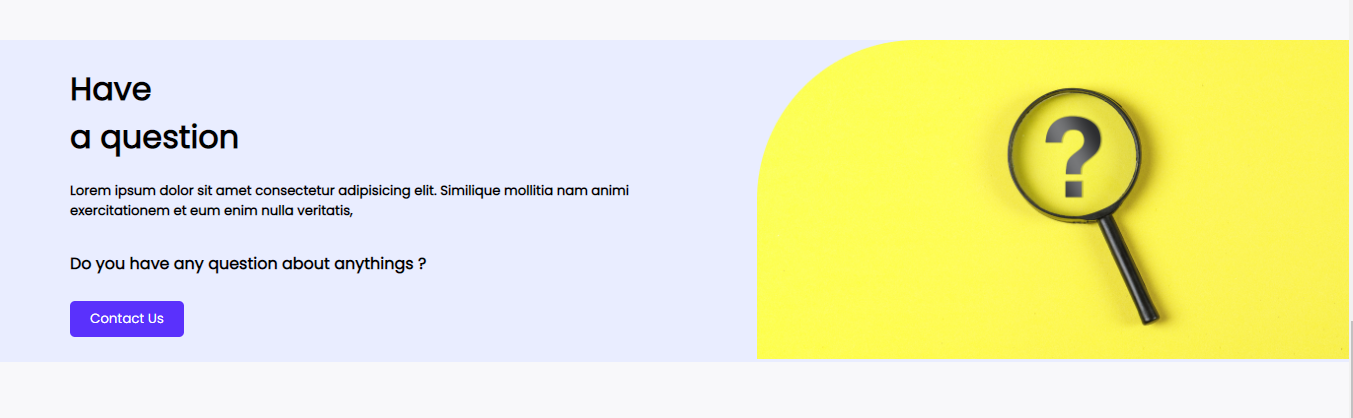 Have
a question
Lorem ipsum dolor sit amet consectetur adipisicing elit. Similique mollitia nam animi
exercitationem et eum enim nulla veritatis,
Do you have any question about anythings ?
Contact Us
?